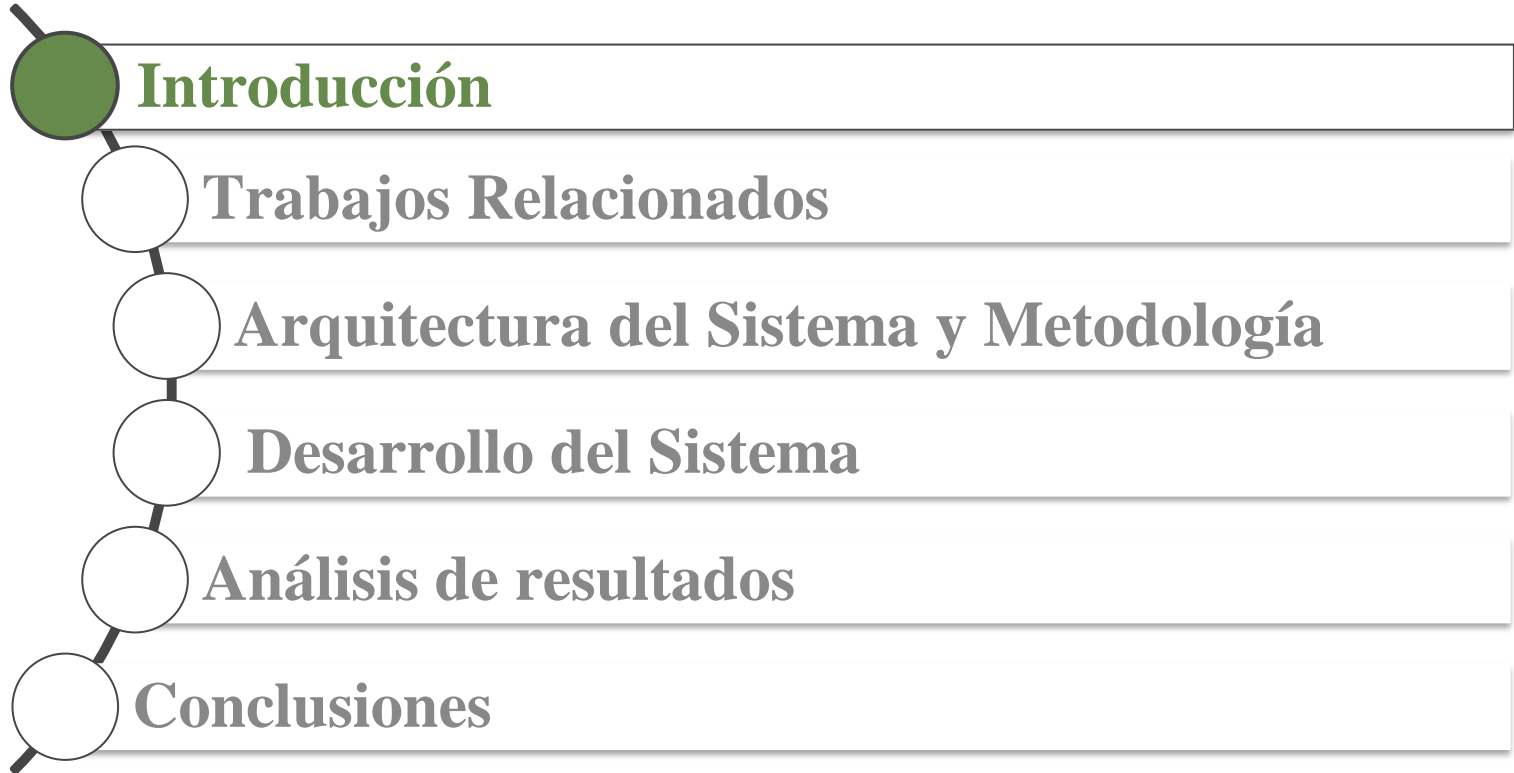 Introducción
Trabajos Relacionados
Arquitectura del Sistema y Metodología
Desarrollo del Sistema
Análisis de resultados
Conclusiones